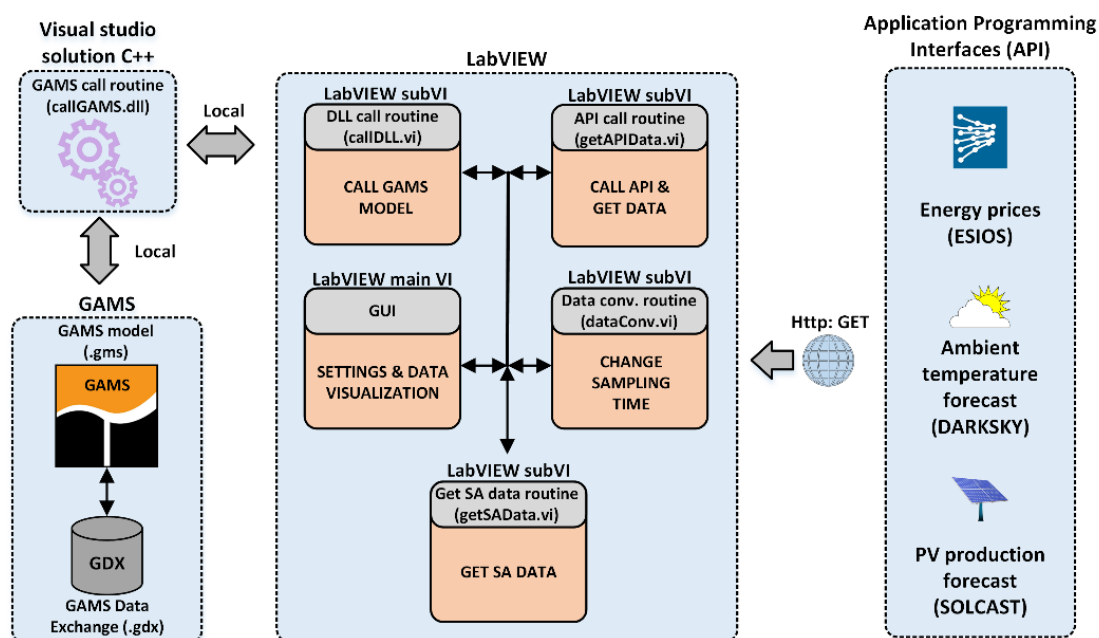 Visual studio
solution C++
GAMS call routine
(callGAMS.dll)
Local
Local
GAMS
GAMS model
(.gms)
GAMS
GDX
GAMS Data
Exchange (.gdx)
LabVIEW
LabVIEW subVI
DLL call routine
(callDLL.vi)
CALL GAMS
MODEL
LabVIEW subVI
API call routine
(getAPIData.vi)
CALL API &
GET DATA
LabVIEW main VI
GUI
SETTINGS & DATA
VISUALIZATION
LabVIEW subVI
Data conv. routine
(dataConv.vi)
CHANGE
SAMPLING
TIME
LabVIEW subVI
Get SA data routine
(getSAData.vi)
GET SA DATA
Http: GET
Application Programming
Interfaces (API)
Energy prices
(ESIOS)
Ambient
temperature
forecast
(DARKSKY)
PV production
forecast
(SOLCAST)